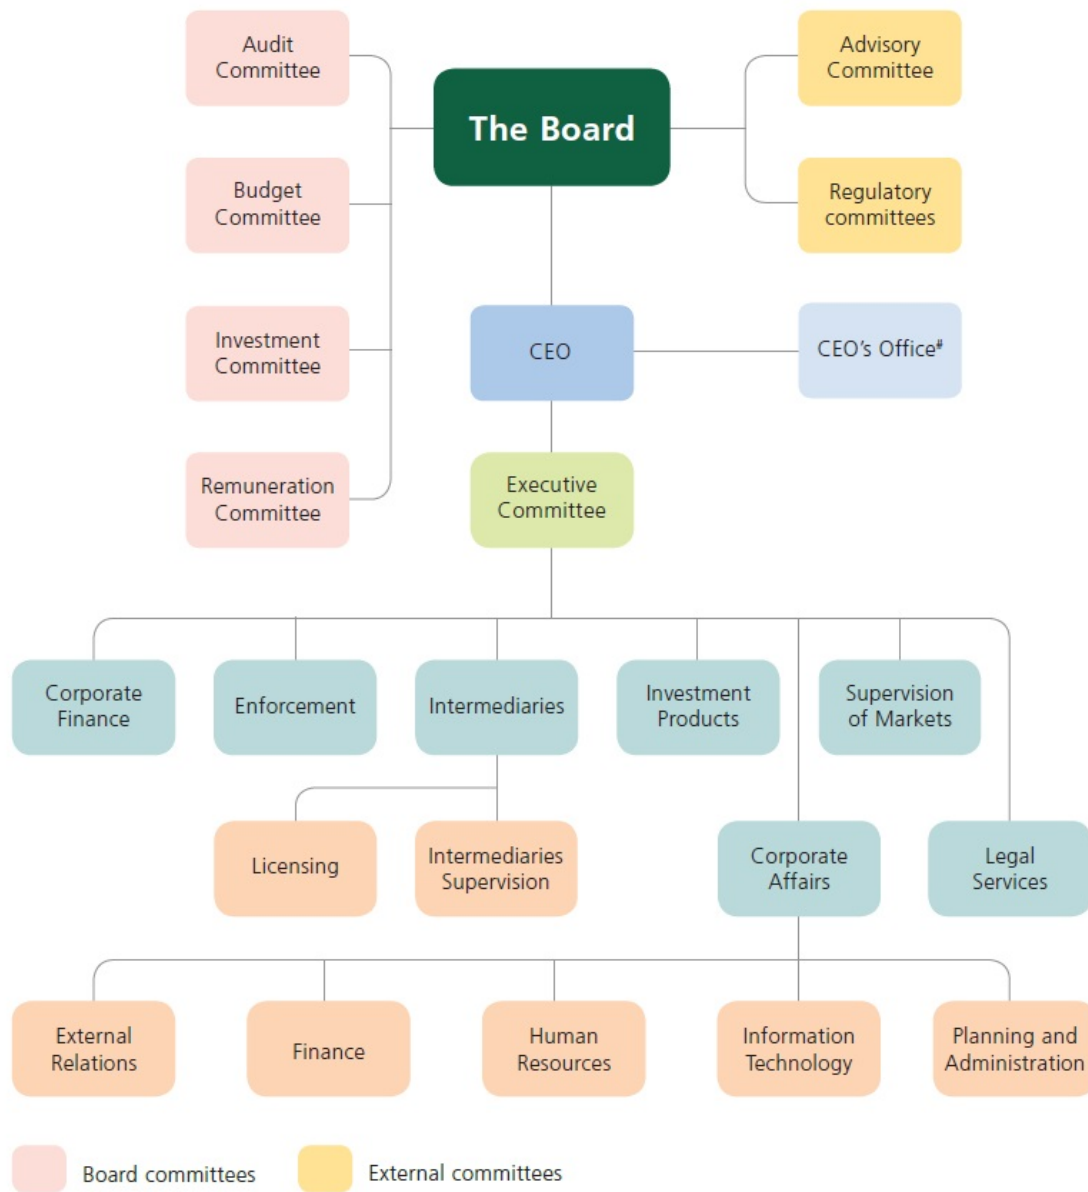 Audit
Committee
Advisory
Committee
The Board
Budget
Committee
Regulatory
committees
Investment
Committee
CEO
CEO's Office#
Remuneration
Committee
Executive
Committee
Corporate
Finance
Enforcement
Intermediaries
Investment
Products
Supervision
of Markets
Licensing
Intermediaries
Supervision
Corporate
Affairs
Legal
Services
External
Relations
Finance
Human
Resources
Information
Technology
Planning and
Administration
Board committees
External committees